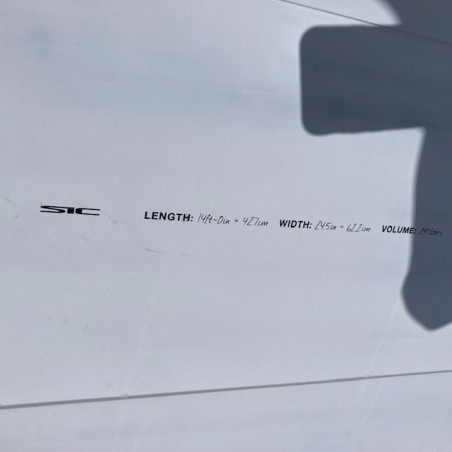 SIC LENGTH: 14ft-0in = 427cm WIDTH: 24.5in = 62.2cm VOLUME: